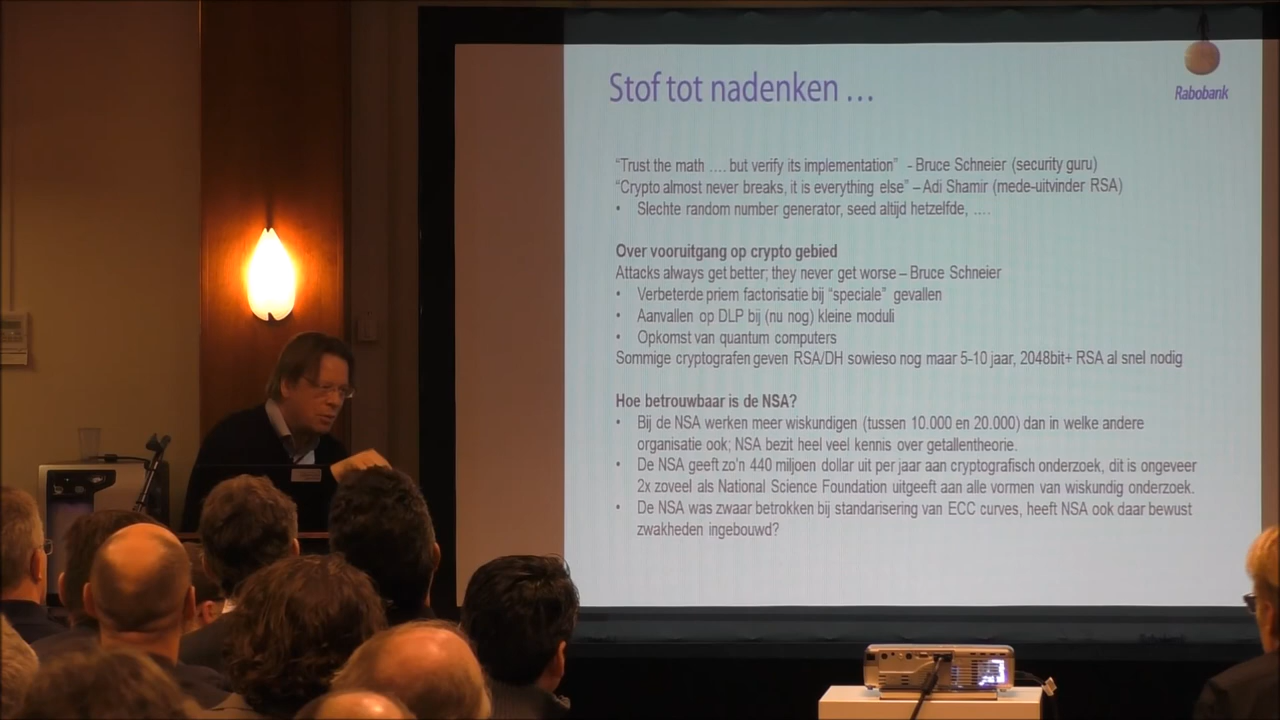 Stof tot nadenken ...
Rabobank
“Trust the math .... but verify its implementation” - Bruce Schneier (security guru)
“Crypto almost never breaks, it is everything else” – Adi Shamir (mede-uitvinder RSA)
• Slechte random number generator, seed altijd hetzelfde, ....
Over vooruitgang op crypto gebied
Attacks always get better; they never get worse – Bruce Schneier
• Verbeterde priem factorisatie bij “speciale” gevallen
• Aanvallen op DLP bij (nu nog) kleine moduli
• Opkomst van quantum computers
Sommige cryptografen geven RSA/DH sowieso nog maar 5-10 jaar, 2048bit+ RSA al snel nodig
Hoe betrouwbaar is de NSA?
• Bij de NSA werken meer wiskundigen (tussen 10.000 en 20.000) dan in welke andere
organisatie ook; NSA bezit heel veel kennis over getallentheorie.
• De NSA geeft zo'n 440 miljoen dollar uit per jaar aan cryptografisch onderzoek, dit is ongeveer
2x zoveel als National Science Foundation uitgeeft aan alle vormen van wiskundig onderzoek.
• De NSA was zwaar betrokken bij standarisering van ECC curves, heeft NSA ook daar bewust
zwakheden ingebouwd?